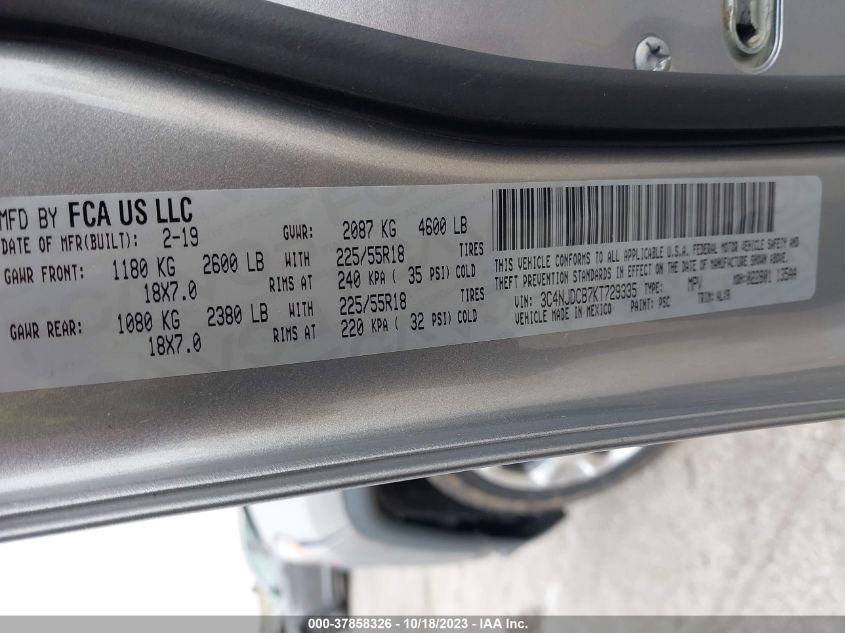 MFD BY FCA US LLC
DATE OF MFR(BUILT): 2-19 GVWR: 2087 KG 4600 LB
GAWR FRONT: 1180 KG 2600 LB WITH 225/55R18 TIRES
18X7.0 RIMS AT 240 KPA ( 35 PSI) COLD
GAWR REAR: 1080 KG 2380 LB WITH 225/55R18 TIRES
18X7.0 RIMS AT 220 KPA ( 32 PSI) COLD
THIS VEHICLE CONFORMS TO ALL APPLICABLE U.S.A. FEDERAL MOTOR VEHICLE SAFETY AND
THEFT PREVENTION STANDARDS IN EFFECT ON THE DATE OF MANUFACTURE SHOWN ABOVE.
VIN: 3C4NJDCB7KT729335 TYPE: MPV MDH:022801 135AA
VEHICLE MADE IN MEXICO PAINT: PSC TRIM:
000-37858326 - 10/18/2023 - IAA Inc.